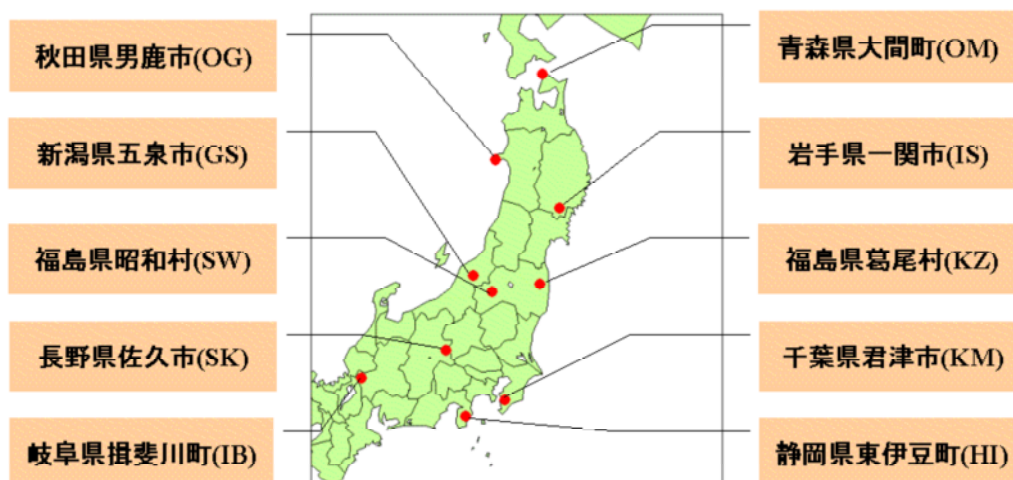 秋田県男鹿市(OG)
青森県大間町(OM)
新潟県五泉市(GS)
岩手県一関市(IS)
福島県昭和村(SW)
福島県葛尾村(KZ)
長野県佐久市(SK)
千葉県君津市(KM)
岐阜県揖斐川町(IB)
静岡県東伊豆町(HI)